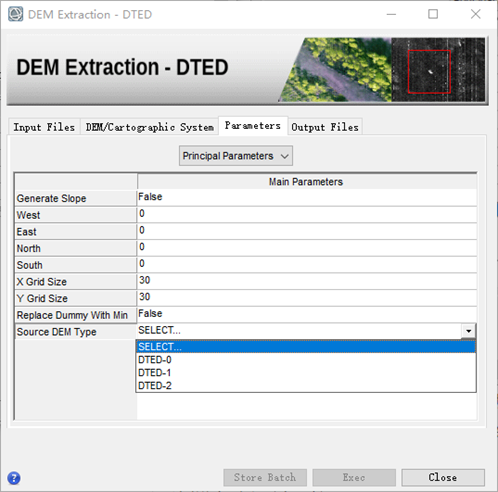 DEM Extraction - DTED
DEM Extraction - DTED
Input Files DEM/Cartographic System Parameters Output Files
Principal Parameters
Main Parameters
Generate Slope False
West 0
East 0
North 0
South 0
X Grid Size 30
Y Grid Size 30
Replace Dummy With Min False
Source DEM Type SELECT...
SELECT...
DTED-0
DTED-1
DTED-2
? Store Batch Exec Close